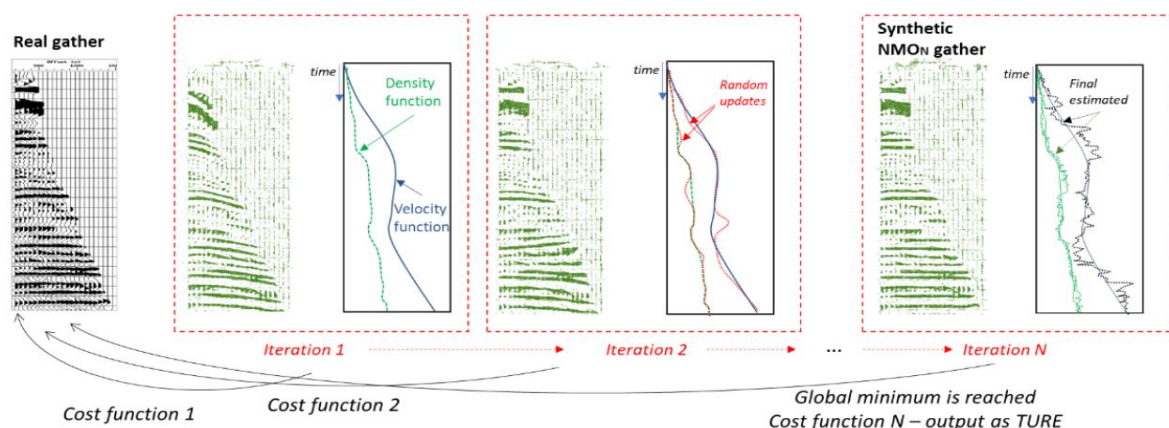 Real gather
time
Density
function
Velocity
function
Iteration 1
time
Random
updates
Iteration 2
...
Synthetic
NMON gather
time
Final
estimated
Iteration N
Cost function 1
Cost function 2
Global minimum is reached
Cost function N – output as TURE